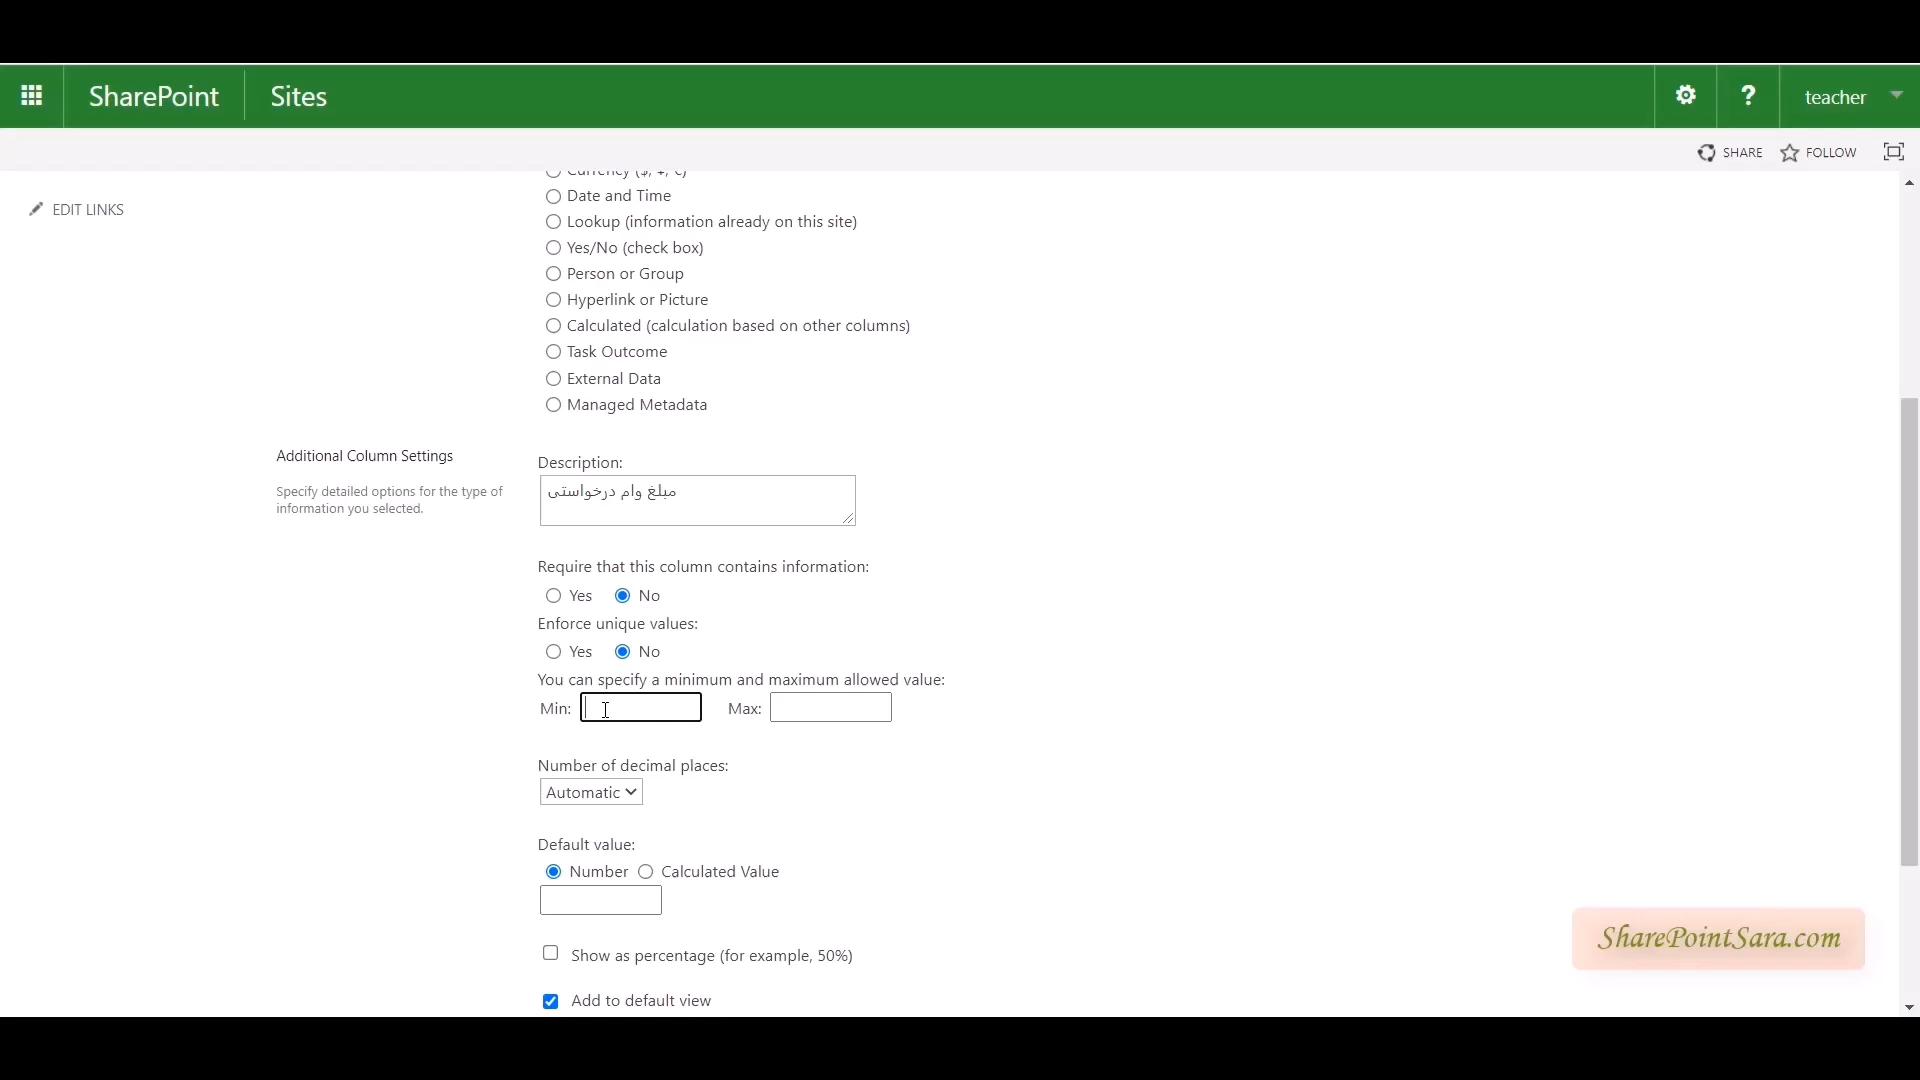 SharePoint
Sites
?
teacher
SHARE
FOLLOW
EDIT LINKS
Currency ($, ¥, €)
Date and Time
Lookup (information already on this site)
Yes/No (check box)
Person or Group
Hyperlink or Picture
Calculated (calculation based on other columns)
Task Outcome
External Data
Managed Metadata
Additional Column Settings
Specify detailed options for the type of
information you selected.
Description:
مبلغ وام درخواستی
Require that this column contains information:
Yes No
Enforce unique values:
Yes No
You can specify a minimum and maximum allowed value:
Min: Max:
Number of decimal places:
Automatic
Default value:
Number Calculated Value
Show as percentage (for example, 50%)
Add to default view
SharePointSara.com